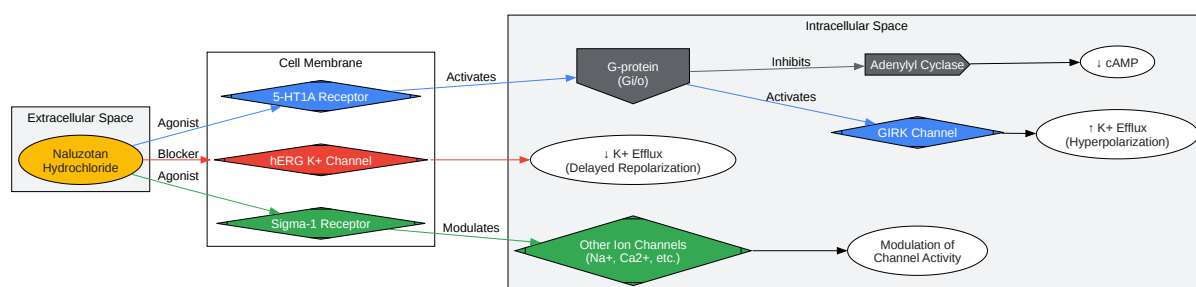 Extracellular Space
Naluzotan
Hydrochloride
Agonist
Blocker
Agonist
Cell Membrane
5-HT1A Receptor
hERG K+ Channel
Sigma-1 Receptor
Activates
Modulates
Intracellular Space
G-protein
(Gi/o)
Inhibits
Adenylyl Cyclase
↓ cAMP
Activates
GIRK Channel
↑ K+ Efflux
(Hyperpolarization)
↓ K+ Efflux
(Delayed Repolarization)
Other Ion Channels
(Na+, Ca2+, etc.)
Modulation of
Channel Activity